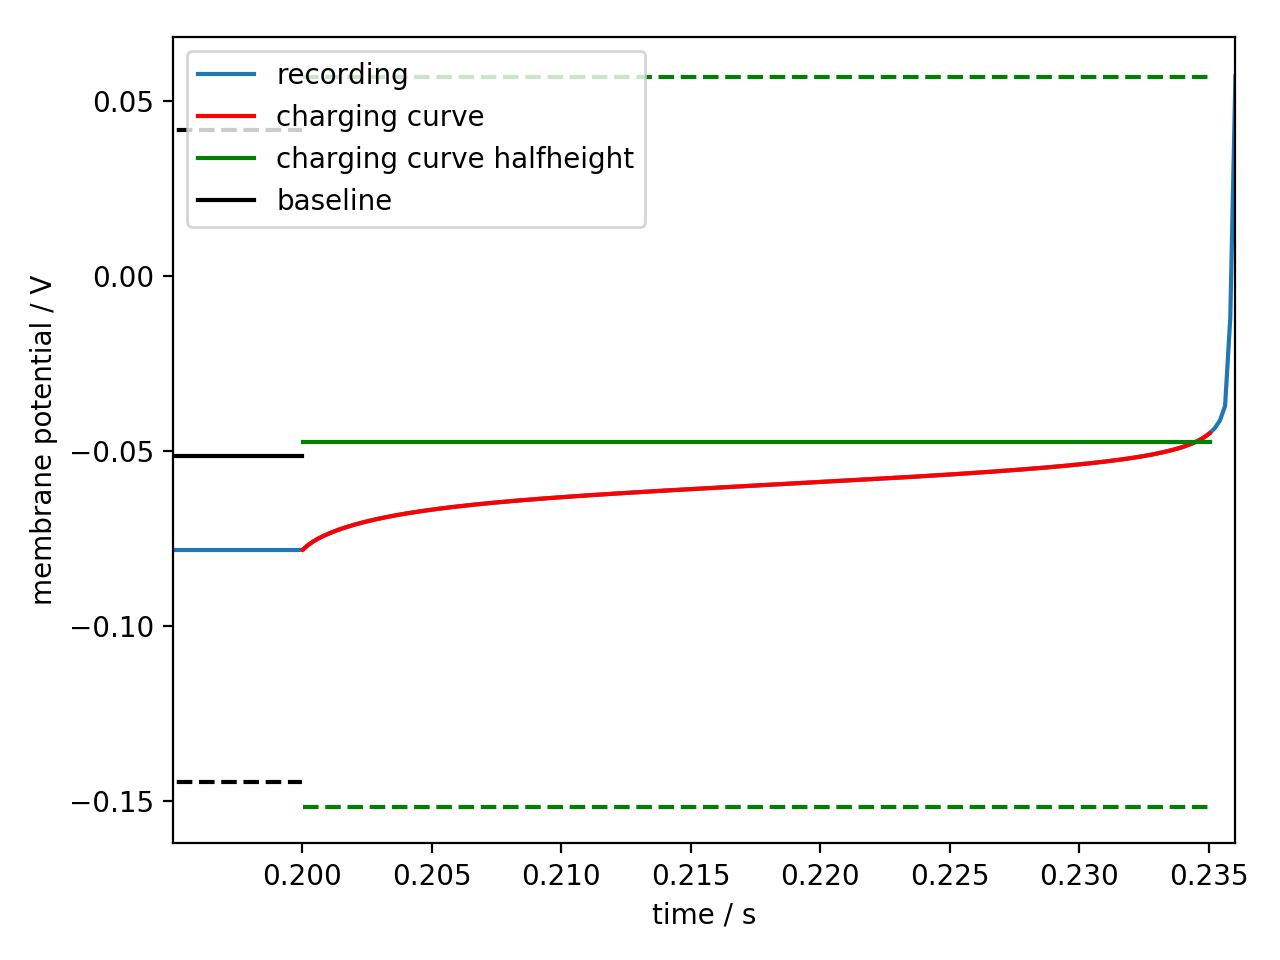 recording
charging curve
charging curve halfheight
baseline
0.05
0.00
−0.05
−0.10
−0.15
membrane potential / V
0.200 0.205 0.210 0.215 0.220 0.225 0.230 0.235
time / s